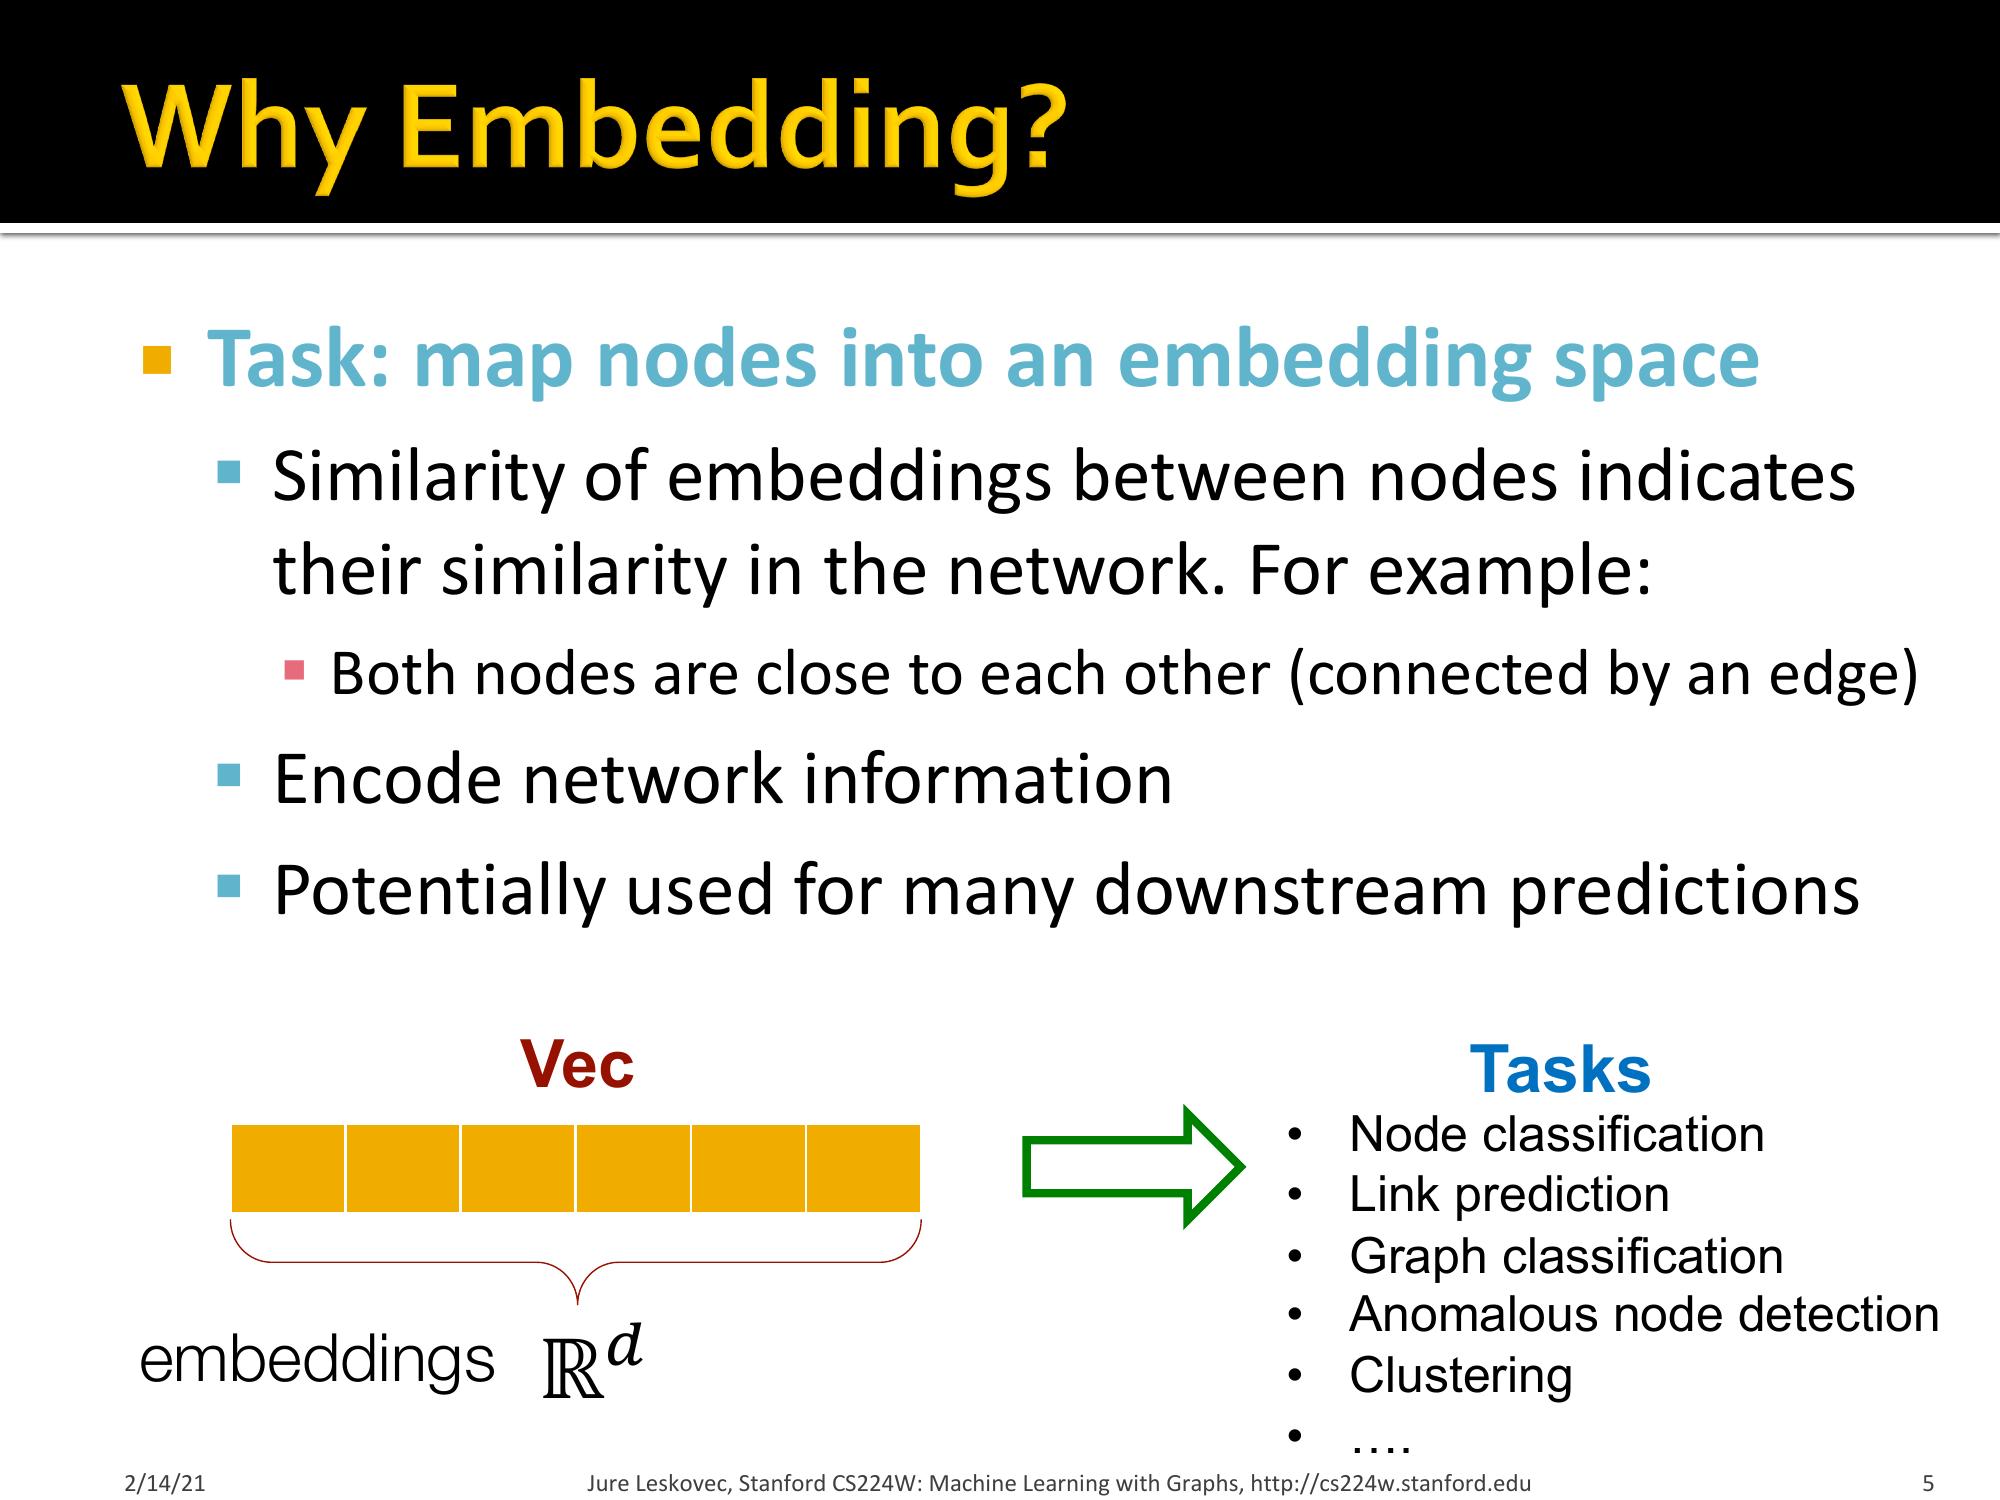 Why Embedding?
Task: map nodes into an embedding space
Similarity of embeddings between nodes indicates
their similarity in the network. For example:
Both nodes are close to each other (connected by an edge)
Encode network information
Potentially used for many downstream predictions
Vec
embeddings ℝ^d
Tasks
• Node classification
• Link prediction
• Graph classification
• Anomalous node detection
• Clustering
• ….
2/14/21 Jure Leskovec, Stanford CS224W: Machine Learning with Graphs, http://cs224w.stanford.edu 5